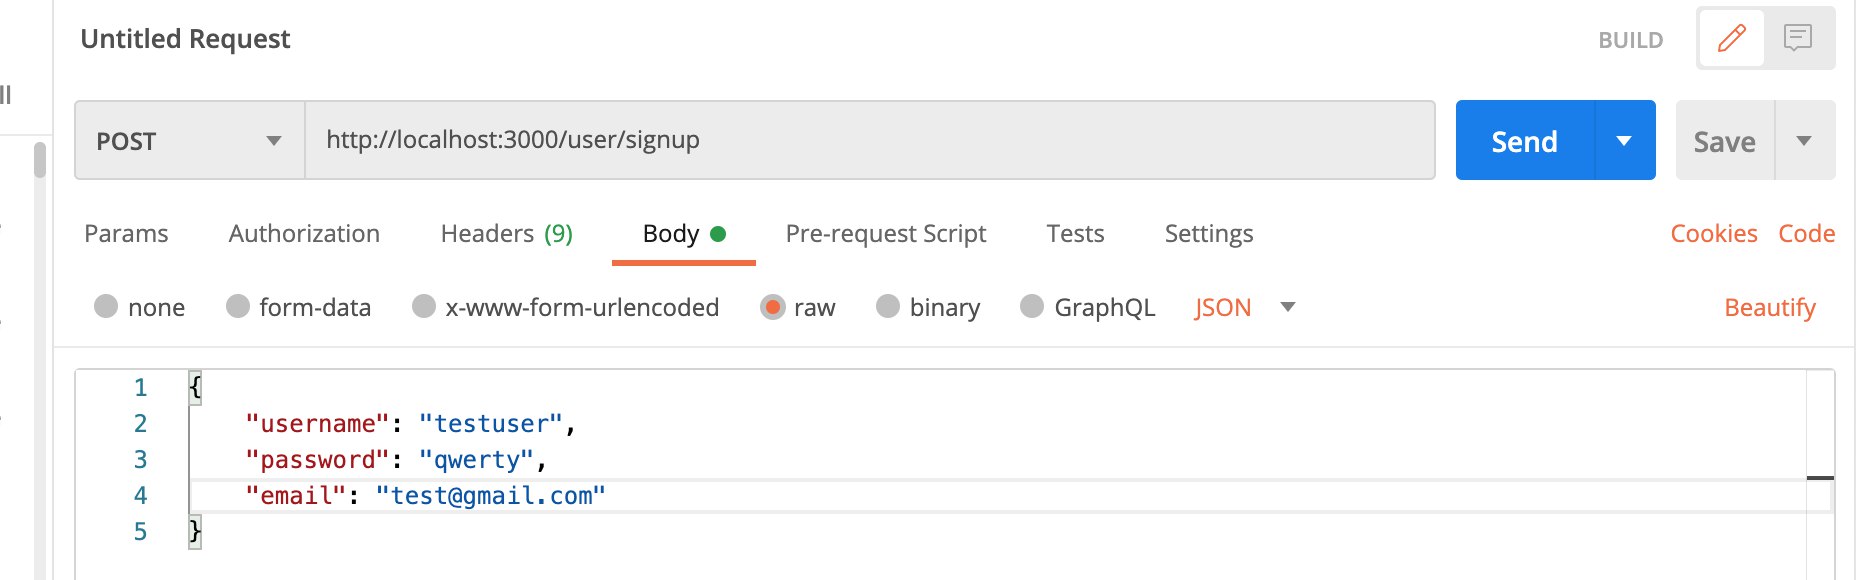 Untitled Request
BUILD
ll
POST
http://localhost:3000/user/signup
Send
Save
Params Authorization Headers (9) Body Pre-request Script Tests Settings Cookies Code
none form-data x-www-form-urlencoded raw binary GraphQL JSON Beautify
1 {
2 "username": "testuser",
3 "password": "qwerty",
4 "email": "test@gmail.com"
5 }